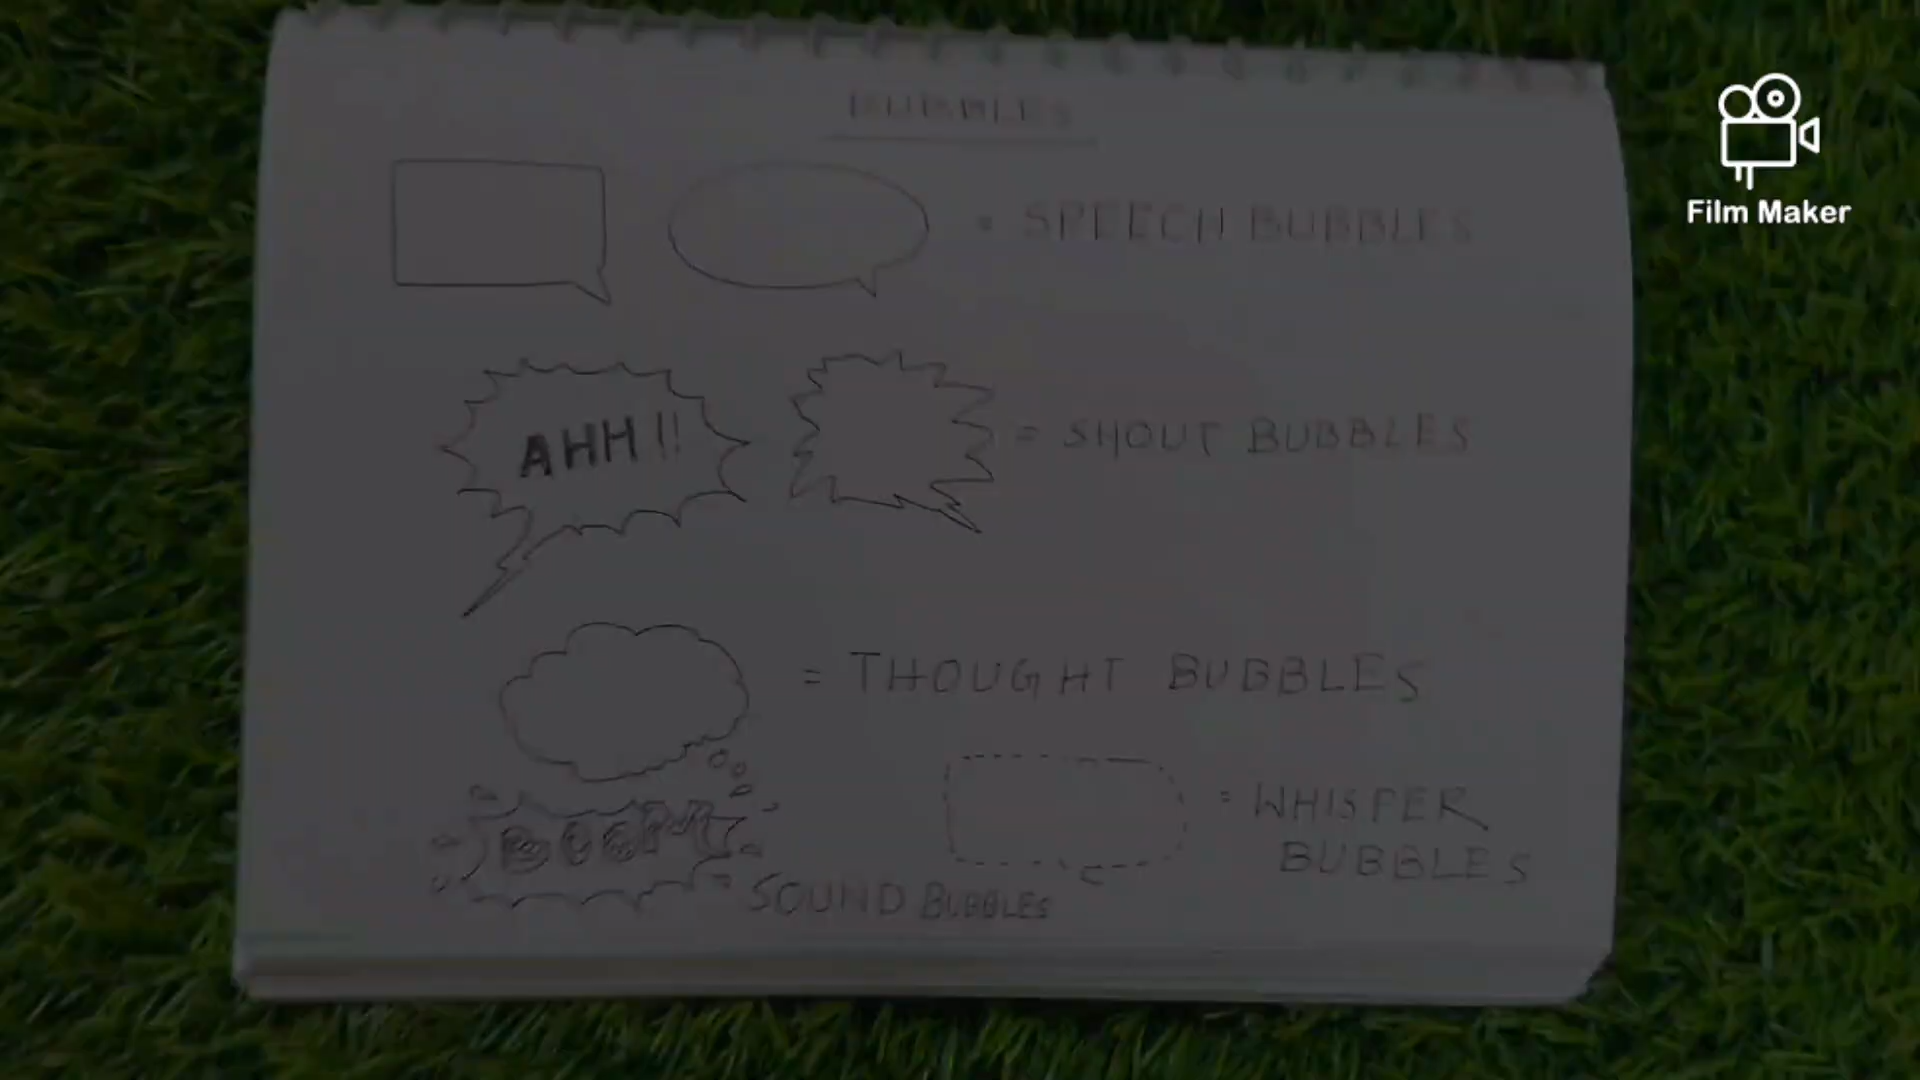 BUBBLES
Film Maker
= SPEECH BUBBLES
AHH!!
= SHOUT BUBBLES
= THOUGHT BUBBLES
= WHISPER
BUBBLES
= SOUND BUBBLES